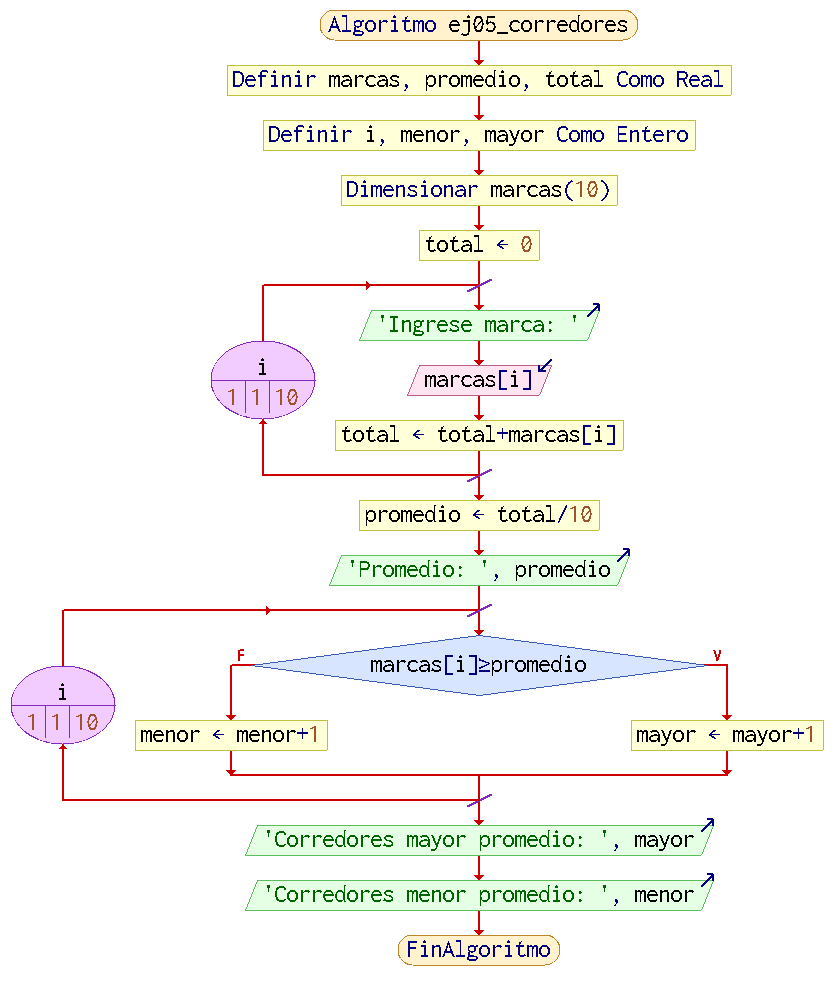 Algoritmo ej05_corredores
Definir marcas, promedio, total Como Real
Definir i, menor, mayor Como Entero
Dimensionar marcas(10)
total ← 0
'Ingrese marca: '
i
1 1 10
marcas[i]
total ← total+marcas[i]
promedio ← total/10
'Promedio: ', promedio
i
1 1 10
F
marcas[i]≥promedio
V
menor ← menor+1
mayor ← mayor+1
'Corredores mayor promedio: ', mayor
'Corredores menor promedio: ', menor
FinAlgoritmo